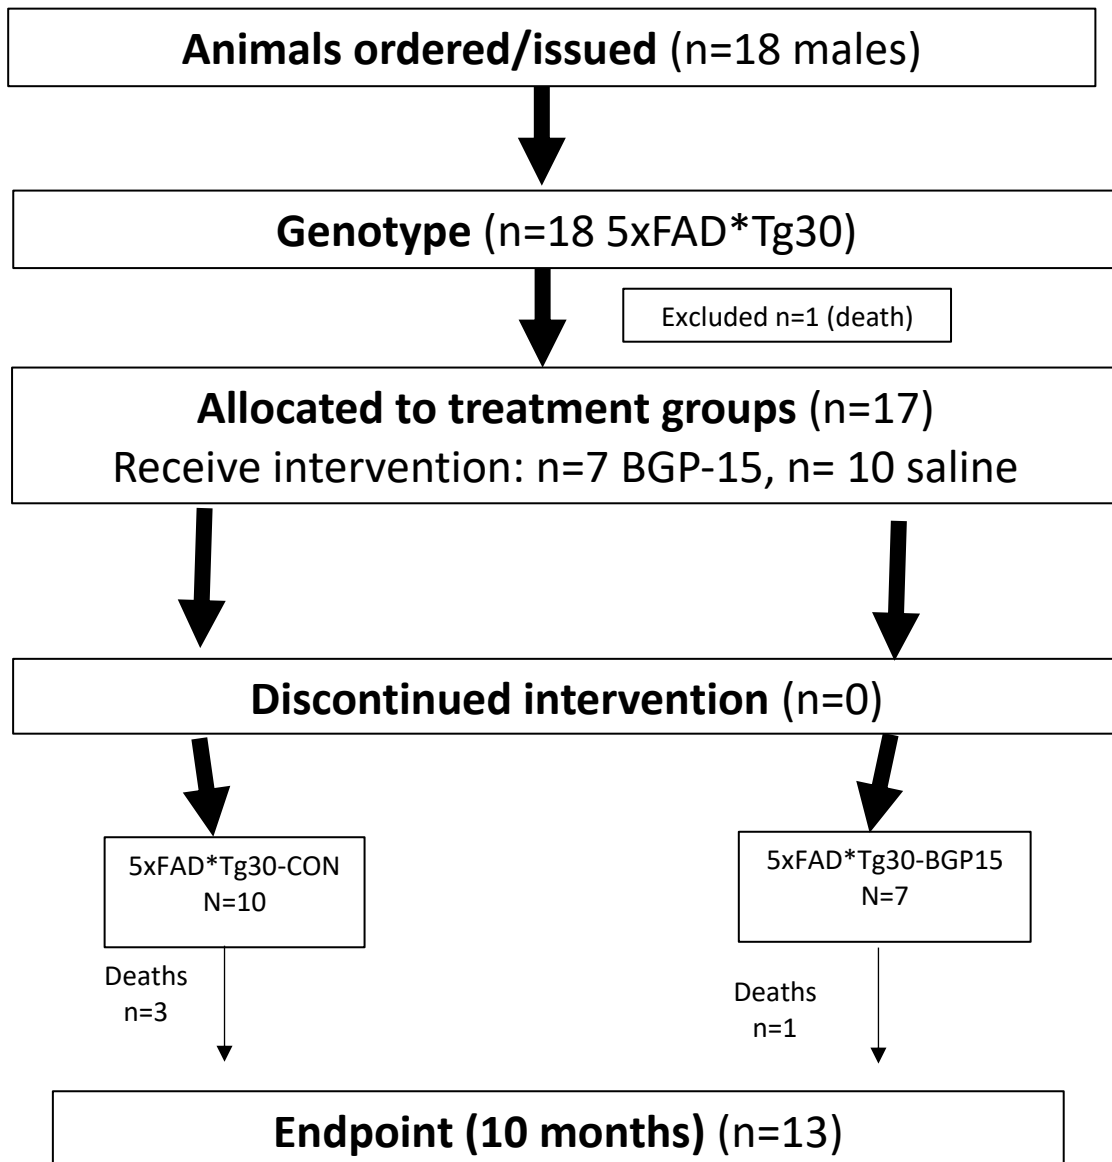 Animals ordered/issued (n=18 males)
Genotype (n=18 5xFAD*Tg30)
Excluded n=1 (death)
Allocated to treatment groups (n=17)
Receive intervention: n=7 BGP-15, n= 10 saline
Discontinued intervention (n=0)
5xFAD*Tg30-CON
N=10
5xFAD*Tg30-BGP15
N=7
Deaths
n=3
Deaths
n=1
Endpoint (10 months) (n=13)